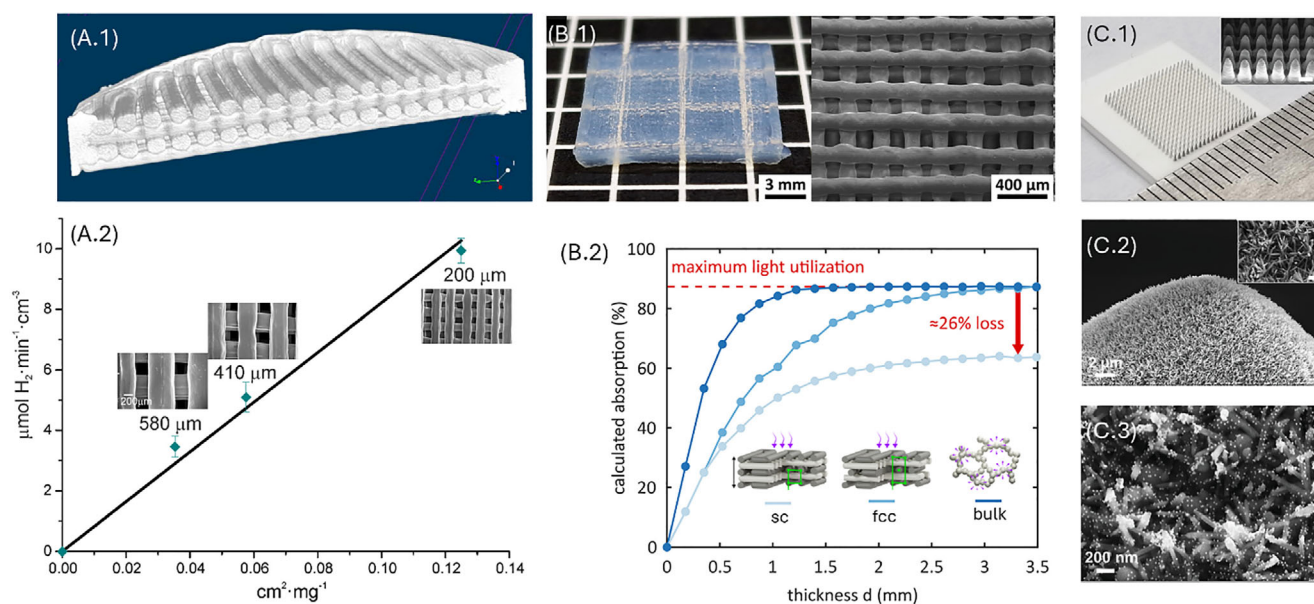 (A.1)
(B.1)
3 mm
400 µm
(C.1)
(A.2)
10
8
6
4
2
0
µmol H₂·min⁻¹·cm⁻³
200 µm
410 µm
200µm
580 µm
0.00 0.02 0.04 0.06 0.08 0.10 0.12 0.14
cm²·mg⁻¹
(B.2)
maximum light utilization
≈26% loss
100
80
60
40
20
0
calculated absorption (%)
sc
fcc
bulk
0 0.5 1 1.5 2 2.5 3 3.5
thickness d (mm)
(C.2)
2 µm
(C.3)
200 nm